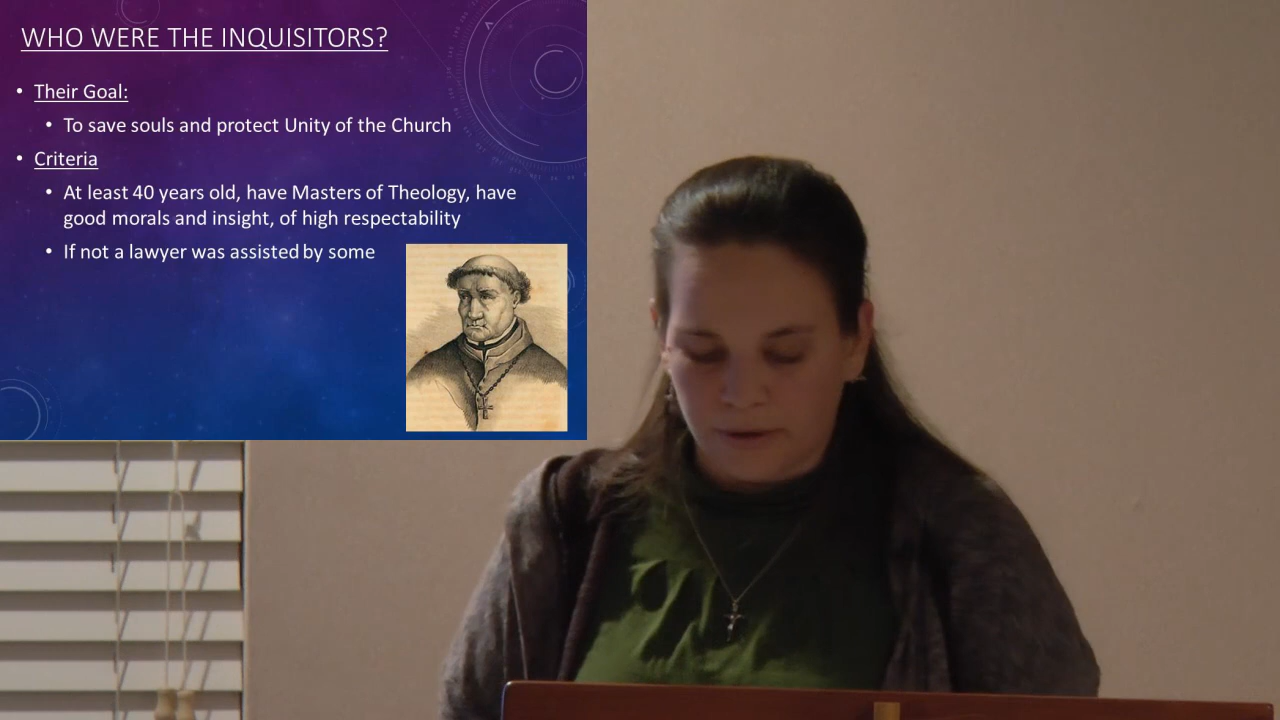 WHO WERE THE INQUISITORS?
• Their Goal:
• To save souls and protect Unity of the Church
• Criteria
• At least 40 years old, have Masters of Theology, have
good morals and insight, of high respectability
• If not a lawyer was assisted by some